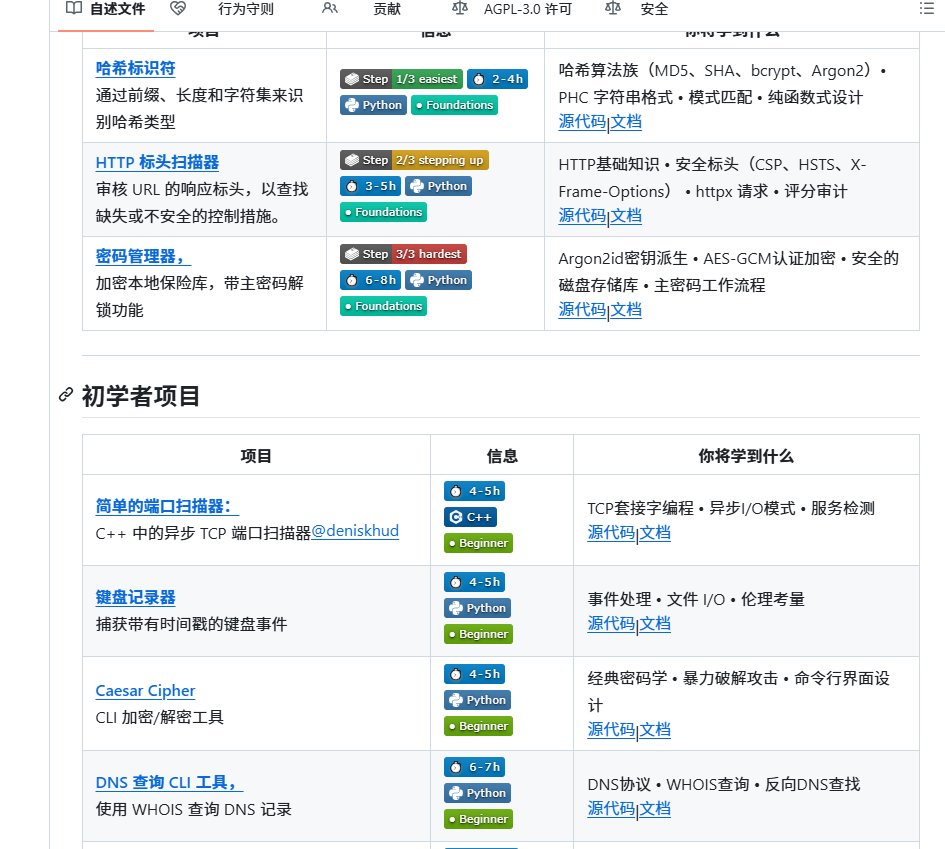 自述文件 行为守则 贡献 AGPL-3.0 许可 安全
项目 信息 你将学到什么
哈希标识符
通过前缀、长度和字符集来识
别哈希类型
Step 1/3 easiest 2-4h
Python Foundations
哈希算法族（MD5、SHA、bcrypt、Argon2）•
PHC 字符串格式 • 模式匹配 • 纯函数式设计
源代码|文档
HTTP 标头扫描器
审核 URL 的响应标头，以查找
缺失或不安全的控制措施。
Step 2/3 stepping up
3-5h Python
Foundations
HTTP基础知识 • 安全标头（CSP、HSTS、X-
Frame-Options） • httpx 请求 • 评分审计
源代码|文档
密码管理器，
加密本地保险库，带主密码解
锁功能
Step 3/3 hardest
6-8h Python
Foundations
Argon2id密钥派生 • AES-GCM认证加密 • 安全的
磁盘存储库 • 主密码工作流程
源代码|文档
初学者项目
项目 信息 你将学到什么
简单的端口扫描器：
C++ 中的异步 TCP 端口扫描器@deniskhud
4-5h
C++
Beginner
TCP套接字编程 • 异步I/O模式 • 服务检测
源代码|文档
键盘记录器
捕获带有时间戳的键盘事件
4-5h
Python
Beginner
事件处理 • 文件 I/O • 伦理考量
源代码|文档
Caesar Cipher
CLI 加密/解密工具
4-5h
Python
Beginner
经典密码学 • 暴力破解攻击 • 命令行界面设
计
源代码|文档
DNS 查询 CLI 工具，
使用 WHOIS 查询 DNS 记录
6-7h
Python
Beginner
DNS协议 • WHOIS查询 • 反向DNS查找
源代码|文档